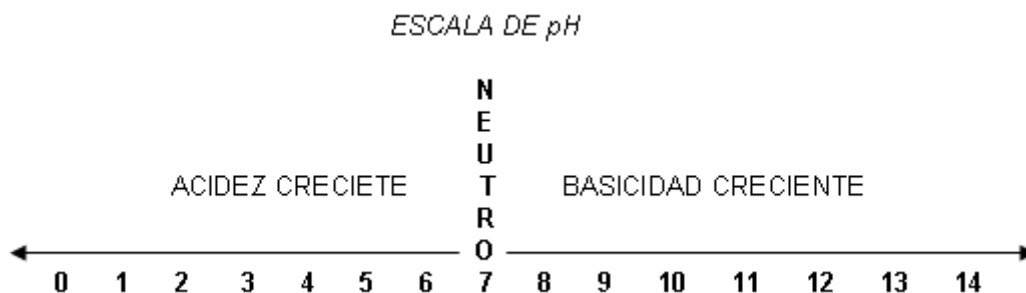 ESCALA DE pH
NEUTRO
ACIDEZ CRECIETE
BASICIDAD CRECIENTE
0 1 2 3 4 5 6 7 8 9 10 11 12 13 14